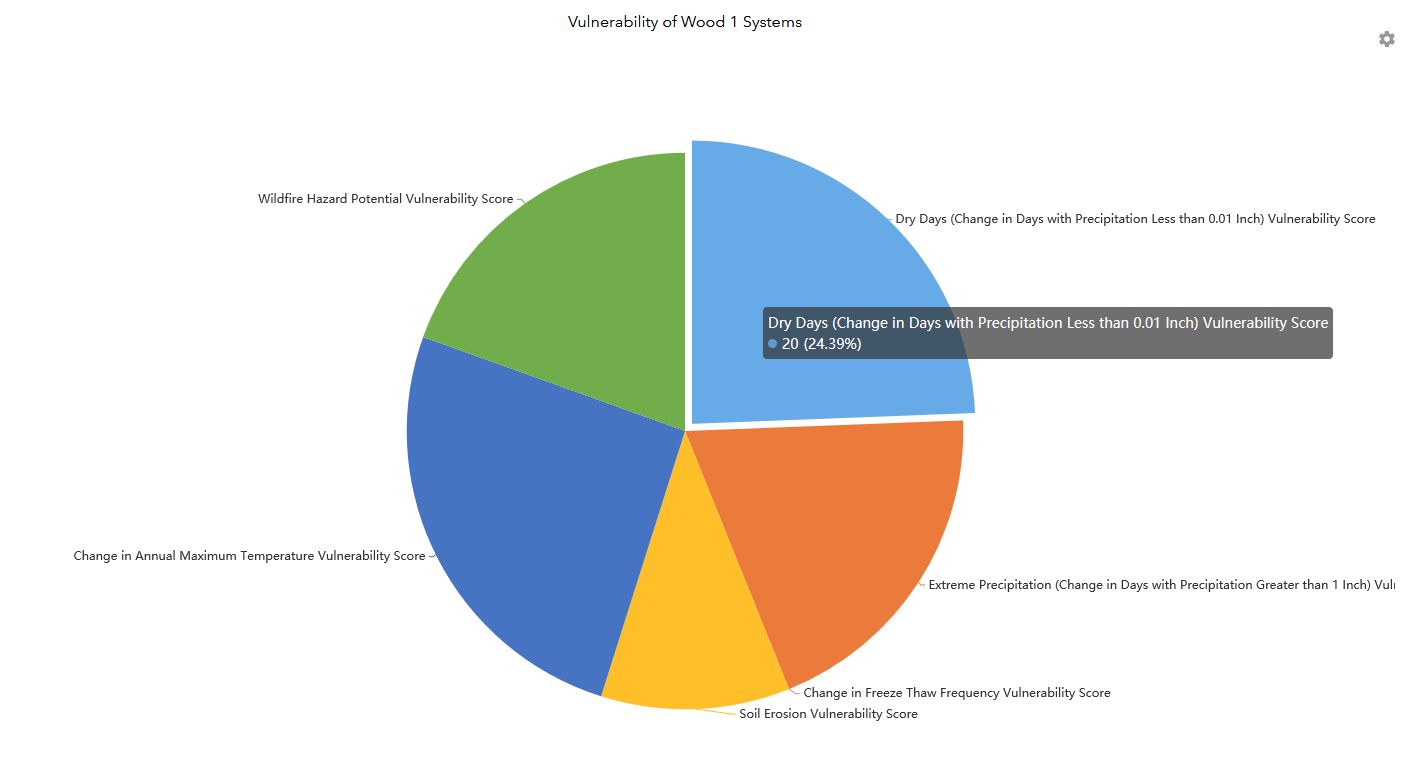 Vulnerability of Wood 1 Systems
Wildfire Hazard Potential Vulnerability Score
Dry Days (Change in Days with Precipitation Less than 0.01 Inch) Vulnerability Score
Dry Days (Change in Days with Precipitation Less than 0.01 Inch) Vulnerability Score
20 (24.39%)
Change in Annual Maximum Temperature Vulnerability Score
Extreme Precipitation (Change in Days with Precipitation Greater than 1 Inch)
Change in Freeze Thaw Frequency Vulnerability Score
Soil Erosion Vulnerability Score